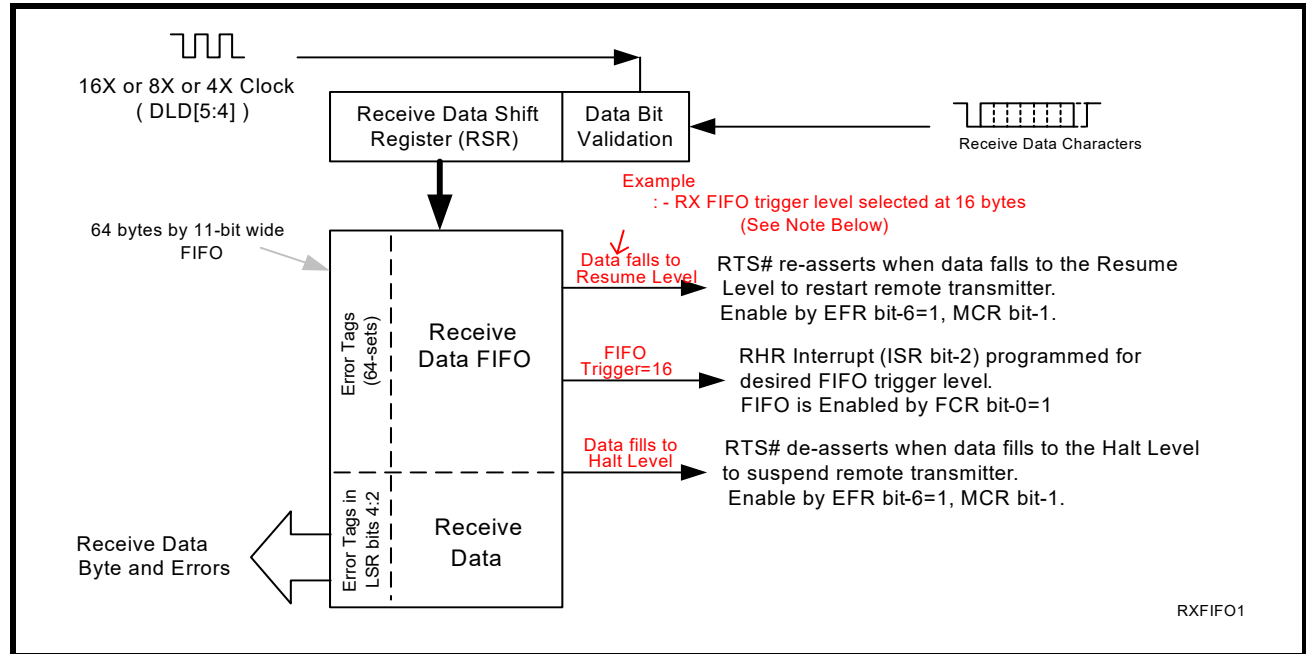 16X or 8X or 4X Clock
( DLD[5:4] )
Receive Data Shift
Register (RSR)
Data Bit
Validation
Receive Data Characters
Example
: - RX FIFO trigger level selected at 16 bytes
(See Note Below)
64 bytes by 11-bit wide
FIFO
Data falls to
Resume Level
RTS# re-asserts when data falls to the Resume
Level to restart remote transmitter.
Enable by EFR bit-6=1, MCR bit-1.
Error Tags
(64-sets)
Receive
Data FIFO
FIFO
Trigger=16
RHR Interrupt (ISR bit-2) programmed for
desired FIFO trigger level.
FIFO is Enabled by FCR bit-0=1
Data fills to
Halt Level
RTS# de-asserts when data fills to the Halt Level
to suspend remote transmitter.
Enable by EFR bit-6=1, MCR bit-1.
Error Tags in
LSR bits 4:2
Receive
Data
Receive Data
Byte and Errors
RXFIFO1